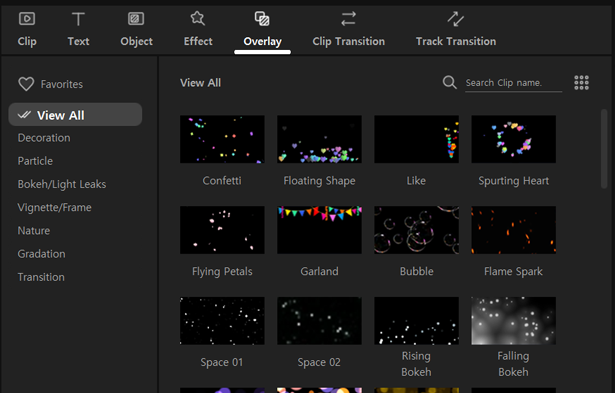 Clip Text Object Effect Overlay Clip Transition Track Transition
Favorites
View All
Decoration
Particle
Bokeh/Light Leaks
Vignette/Frame
Nature
Gradation
Transition
View All
Search Clip name.
Confetti Floating Shape Like Spurting Heart
Flying Petals Garland Bubble Flame Spark
Space 01 Space 02 Rising Falling
Bokeh Bokeh